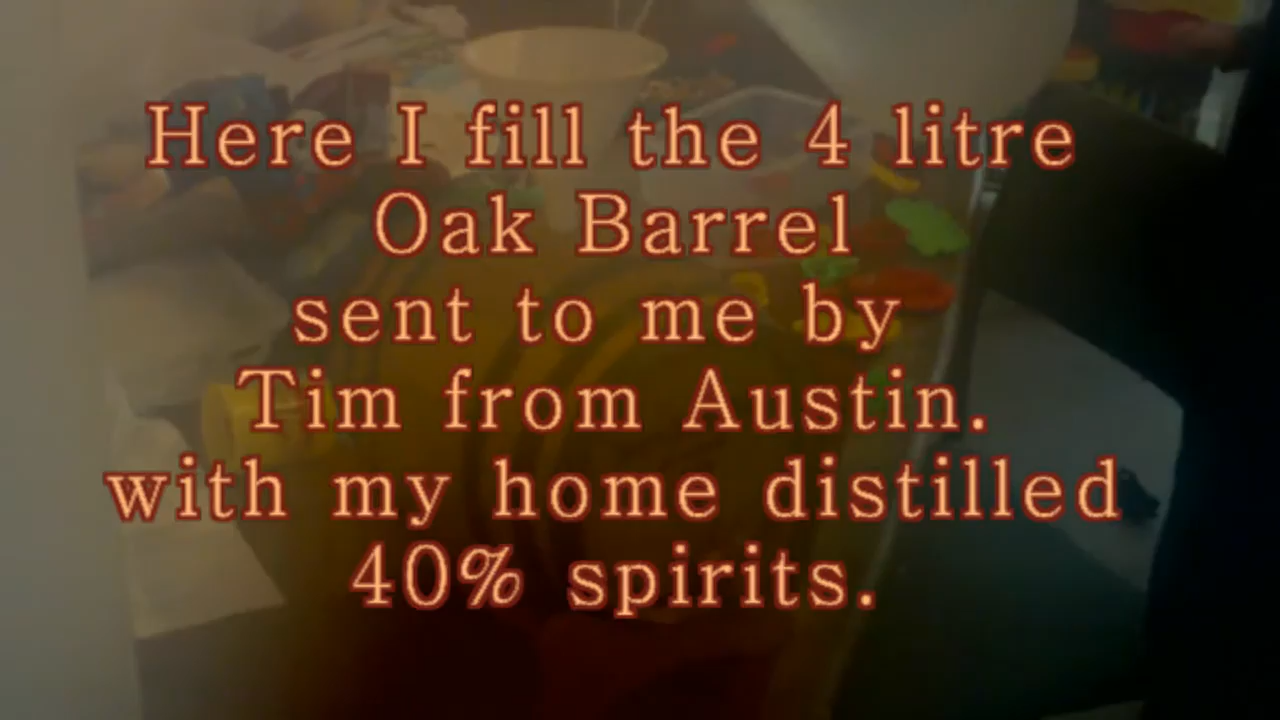 Here I fill the 4 litre
Oak Barrel
sent to me by
Tim from Austin.
with my home distilled
40% spirits.